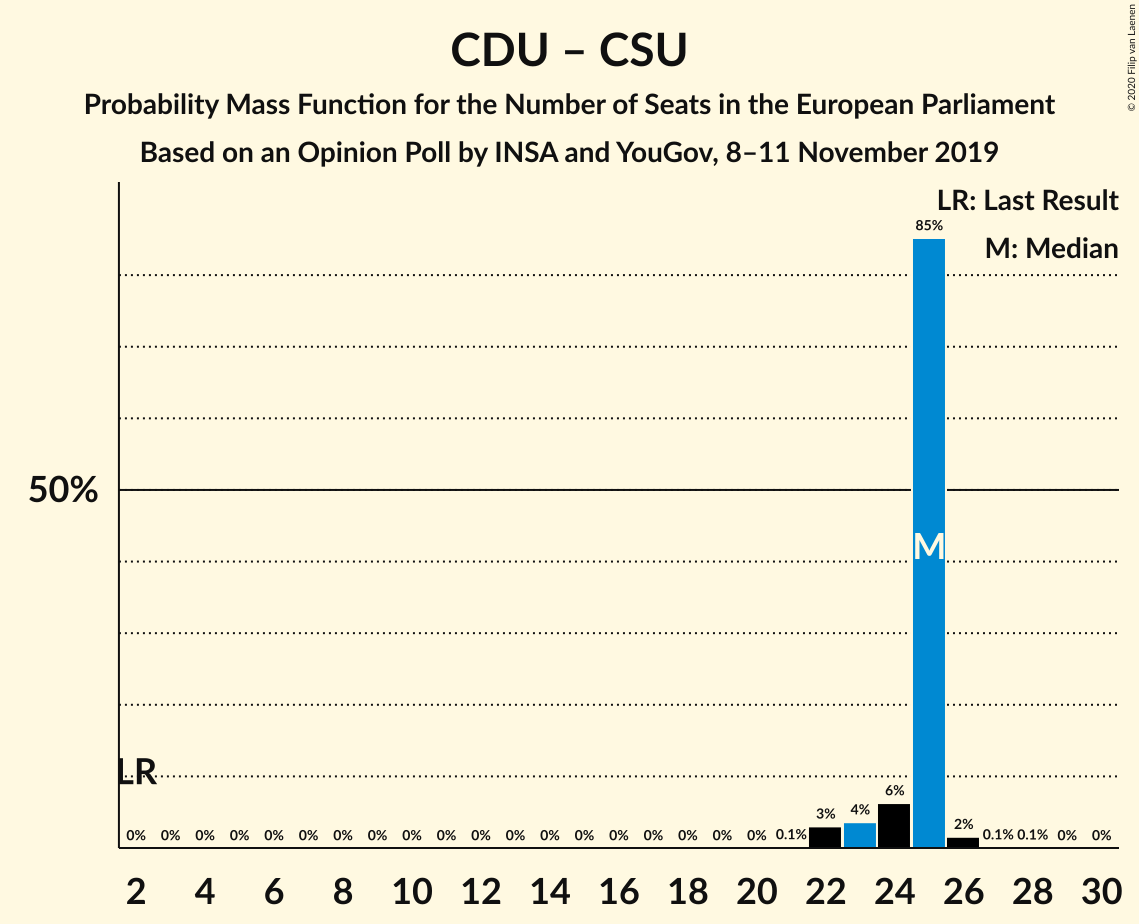 CDU – CSU
Probability Mass Function for the Number of Seats in the European Parliament
Based on an Opinion Poll by INSA and YouGov, 8–11 November 2019
© 2020 Filip van Laenen
LR: Last Result
M: Median
85%
50%
M
LR
0% 0% 0% 0% 0% 0% 0% 0% 0% 0% 0% 0% 0% 0% 0% 0% 0% 0% 0% 0.1% 3% 4% 6% 2% 0.1% 0.1% 0% 0%
2 4 6 8 10 12 14 16 18 20 22 24 26 28 30